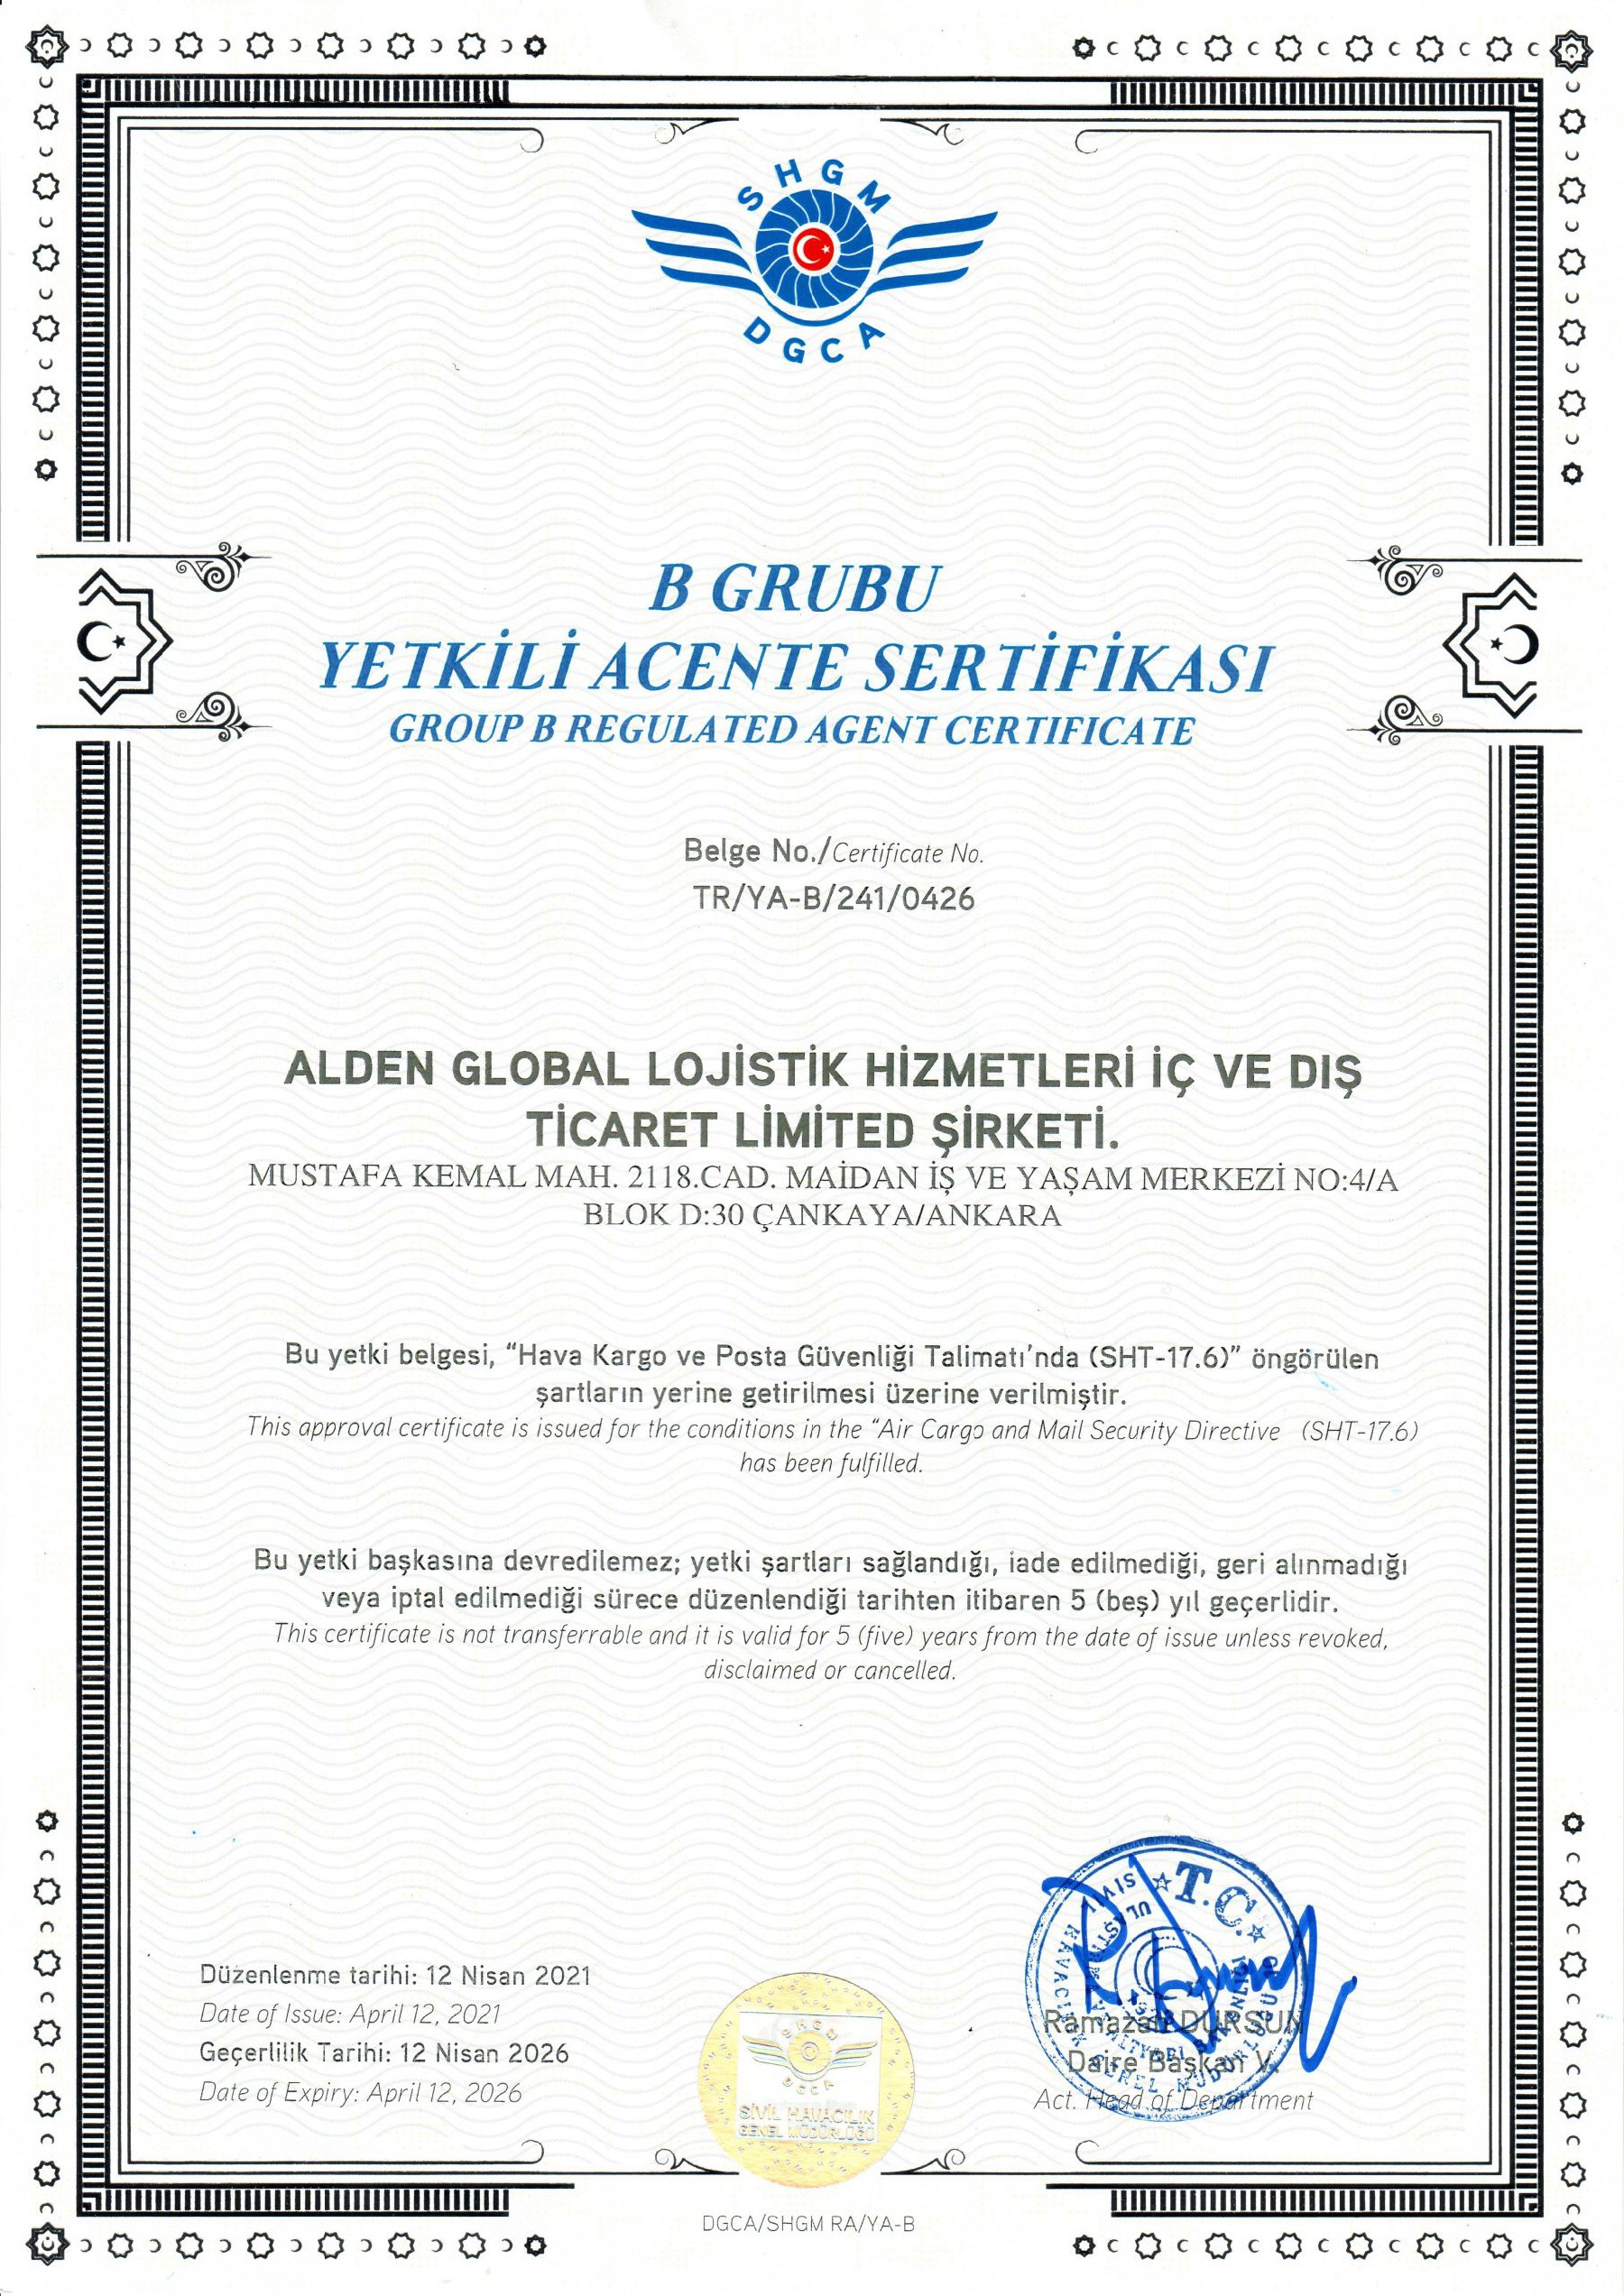 SHGM
DGCA
B GRUBU
YETKİLİ ACENTE SERTİFİKASI
GROUP B REGULATED AGENT CERTIFICATE
Belge No./Certificate No.
TR/YA-B/241/0426
ALDEN GLOBAL LOJİSTİK HİZMETLERİ İÇ VE DIŞ
TİCARET LİMİTED ŞİRKETİ.
MUSTAFA KEMAL MAH. 2118.CAD. MAİDAN İŞ VE YAŞAM MERKEZİ NO:4/A
BLOK D:30 ÇANKAYA/ANKARA
Bu yetki belgesi, “Hava Kargo ve Posta Güvenliği Talimatı’nda (SHT-17.6)” öngörülen
şartların yerine getirilmesi üzerine verilmiştir.
This approval certificate is issued for the conditions in the “Air Cargo and Mail Security Directive (SHT-17.6)
has been fulfilled.
Bu yetki başkasına devredilemez; yetki şartları sağlandığı, iade edilmediği, geri alınmadığı
veya iptal edilmediği sürece düzenlendiği tarihten itibaren 5 (beş) yıl geçerlidir.
This certificate is not transferrable and it is valid for 5 (five) years from the date of issue unless revoked,
disclaimed or cancelled.
Düzenlenme tarihi: 12 Nisan 2021
Date of Issue: April 12, 2021
Geçerlilik Tarihi: 12 Nisan 2026
Date of Expiry: April 12, 2026
SHGM
DGCA
SİVİL HAVACILIK
GENEL MÜDÜRLÜĞÜ
T.C.
Ramazan DURSUN
Daire Başkan V.
Act. Head of Department
DGCA/SHGM RA/YA-B